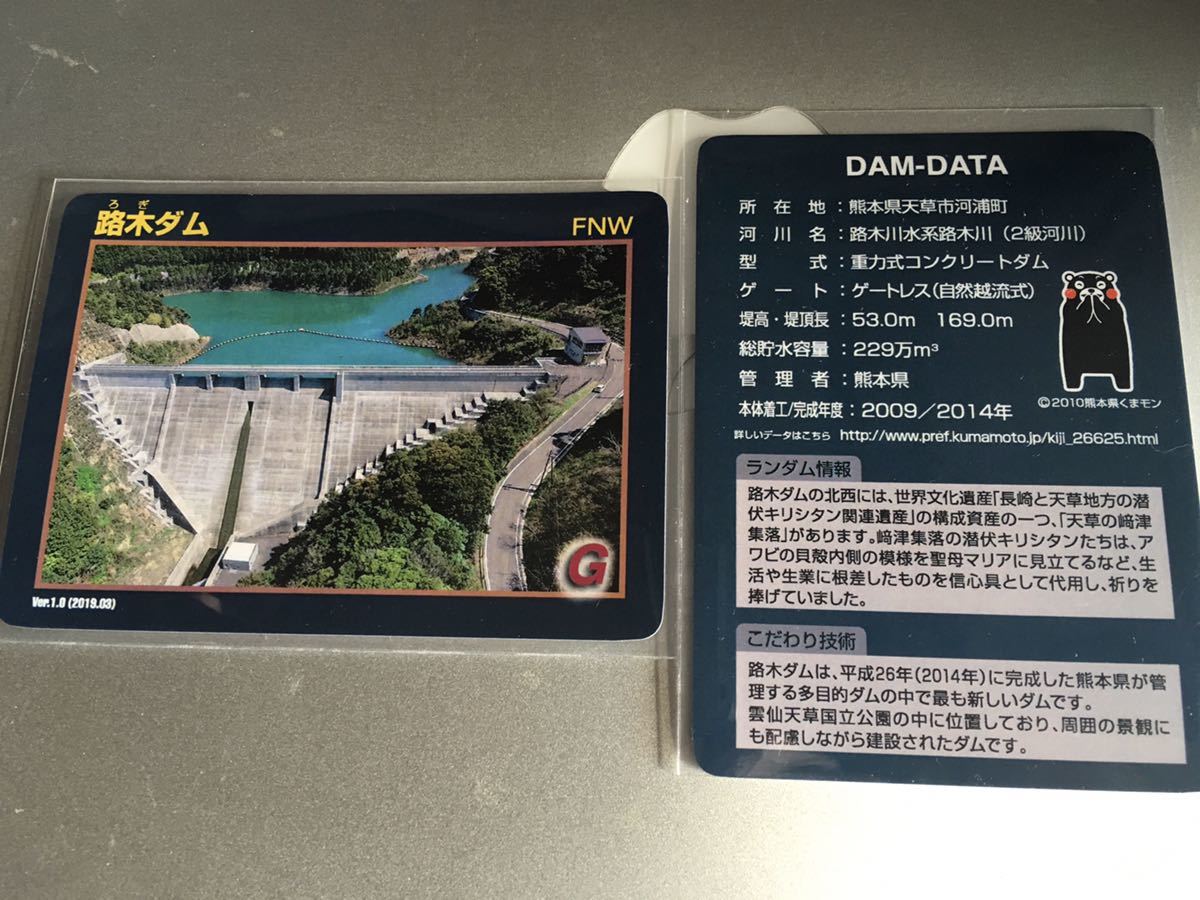 ろぎ
路木ダム
FNW
G
Ver.1.0 (2019.03)
DAM-DATA
所在地：熊本県天草市河浦町
河川名：路木川水系路木川（2級河川）
型式：重力式コンクリートダム
ゲート：ゲートレス（自然越流式）
堤高・堤頂長：53.0m 169.0m
総貯水容量：229万m³
管理者：熊本県
©2010熊本県くまモン
本体着工/完成年度：2009／2014年
詳しいデータはこちら http://www.pref.kumamoto.jp/kiji_26625.html
ランダム情報
路木ダムの北西には、世界文化遺産「長崎と天草地方の潜
伏キリシタン関連遺産」の構成資産の一つ、「天草の﨑津
集落」があります。﨑津集落の潜伏キリシタンたちは、ア
ワビの貝殻内側の模様を聖母マリアに見立てるなど、生
活や生業に根差したものを信心具として代用し、祈りを
捧げていました。
こだわり技術
路木ダムは、平成26年（2014年）に完成した熊本県が管
理する多目的ダムの中で最も新しいダムです。
雲仙天草国立公園の中に位置しており、周囲の景観に
も配慮しながら建設されたダムです。